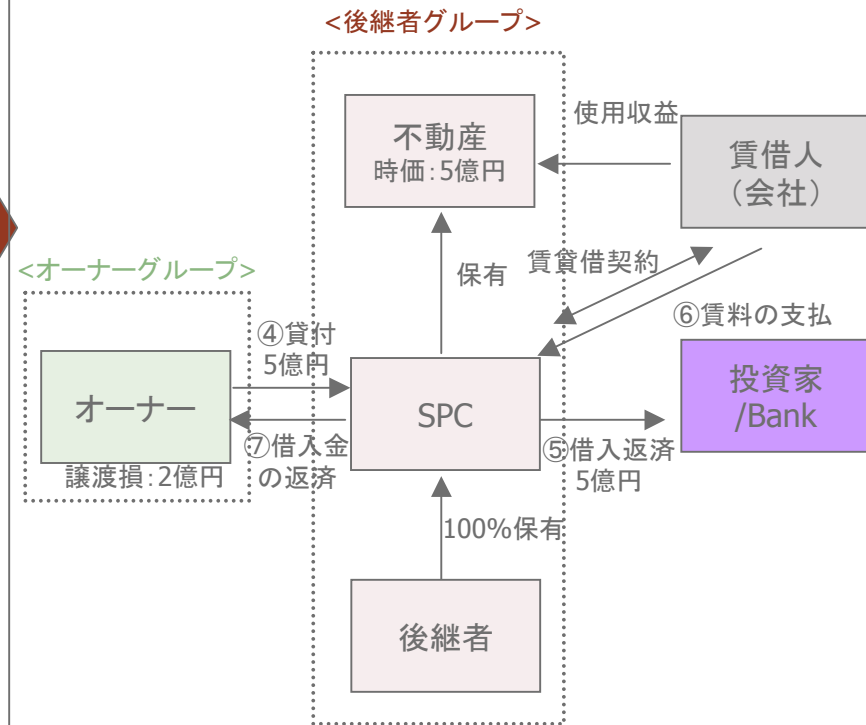 <後継者グループ>
不動産
時価:5億円
使用収益
賃借人
(会社)
<オーナーグループ>
保有
賃貸借契約
④貸付
5億円
⑥賃料の支払
オーナー
SPC
投資家
/Bank
⑦借入金
の返済
⑤借入返済
5億円
譲渡損:2億円
100%保有
後継者